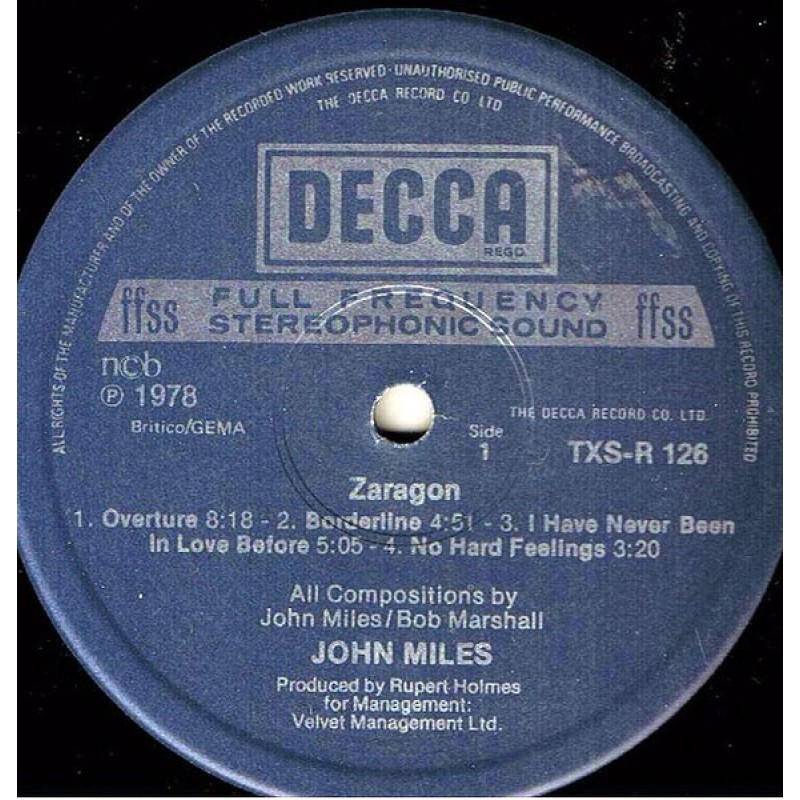 ALL RIGHTS OF THE MANUFACTURER AND OF THE OWNER OF THE RECORDED WORK RESERVED · UNAUTHORISED PUBLIC PERFORMANCE BROADCASTING AND COPYING OF THIS RECORD PROHIBITED
THE DECCA RECORD CO LTD
DECCA
REGD.
ffss FULL FREQUENCY ffss
STEREOPHONIC SOUND
ncb
℗ 1978
Britico/GEMA
THE DECCA RECORD CO. LTD.
Side
1
TXS-R 126
Zaragon
1. Overture 8:18 - 2. Borderline 4:51 - 3. I Have Never Been
In Love Before 5:05 - 4. No Hard Feelings 3:20
All Compositions by
John Miles/Bob Marshall
JOHN MILES
Produced by Rupert Holmes
for Management:
Velvet Management Ltd.